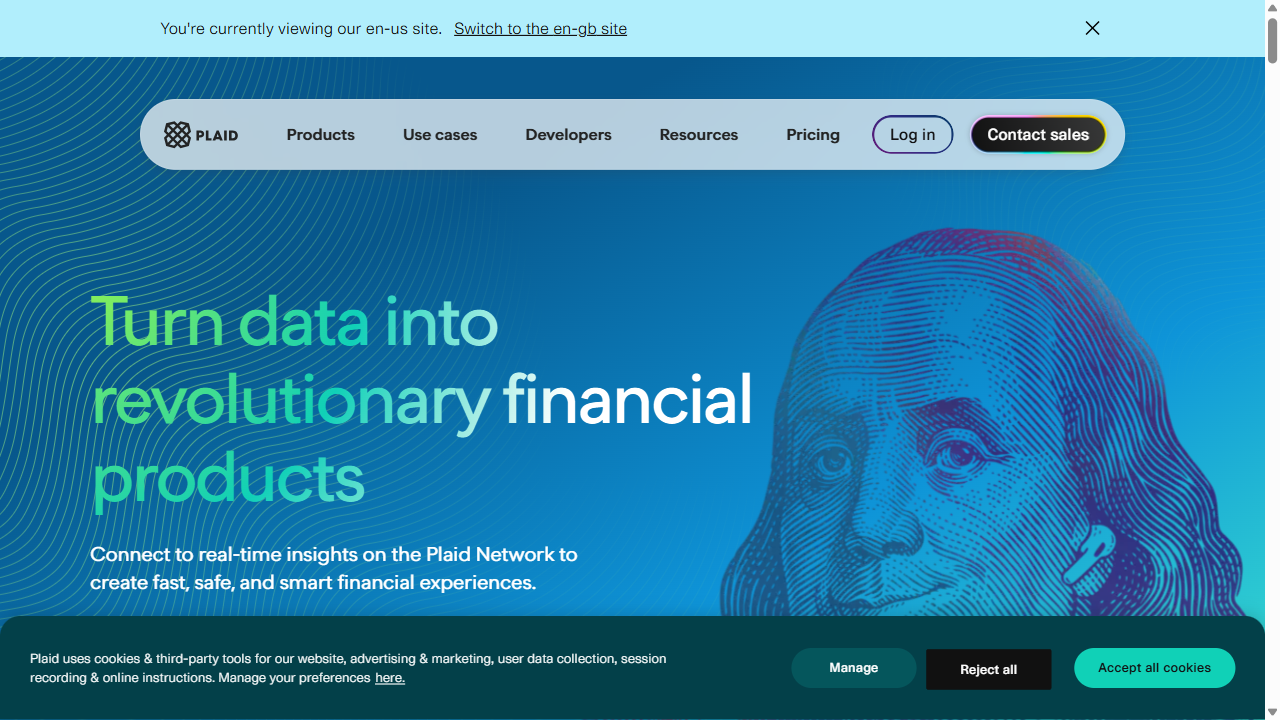 You're currently viewing our en-us site. Switch to the en-gb site
PLAID Products Use cases Developers Resources Pricing Log in Contact sales
Turn data into
revolutionary financial
products
Connect to real-time insights on the Plaid Network to
create fast, safe, and smart financial experiences.
Plaid uses cookies & third-party tools for our website, advertising & marketing, user data collection, session
recording & online instructions. Manage your preferences here.
Manage Reject all Accept all cookies